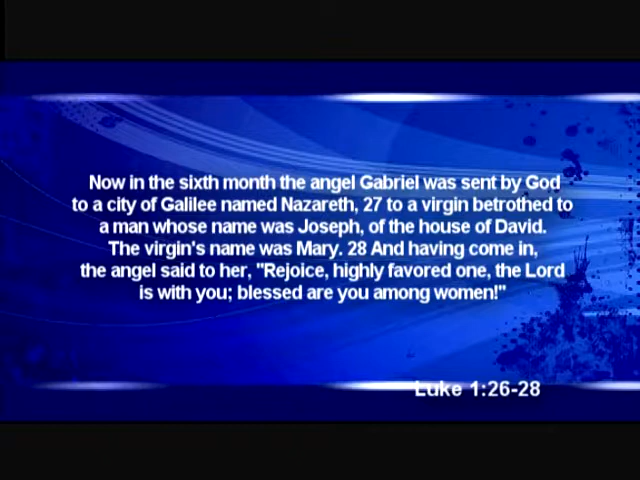 Now in the sixth month the angel Gabriel was sent by God
to a city of Galilee named Nazareth, 27 to a virgin betrothed to
a man whose name was Joseph, of the house of David.
The virgin's name was Mary. 28 And having come in,
the angel said to her, "Rejoice, highly favored one, the Lord
is with you; blessed are you among women!"
Luke 1:26-28